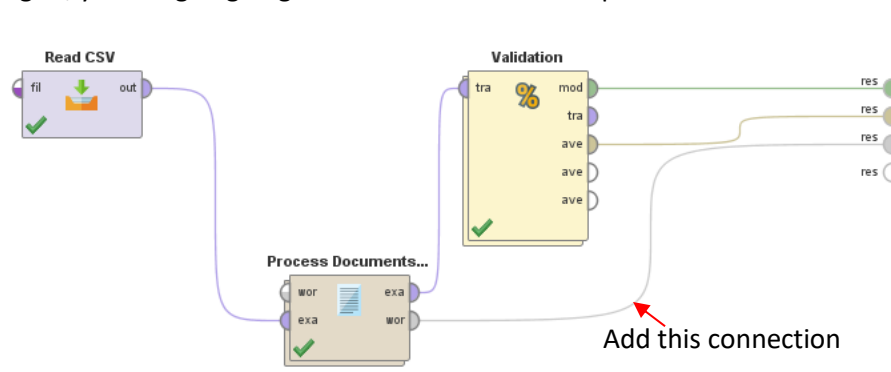 Read CSV
fil
out
Validation
tra
mod
tra
ave
ave
ave
res
res
res
res
Process Documents...
wor
exa
exa
wor
Add this connection